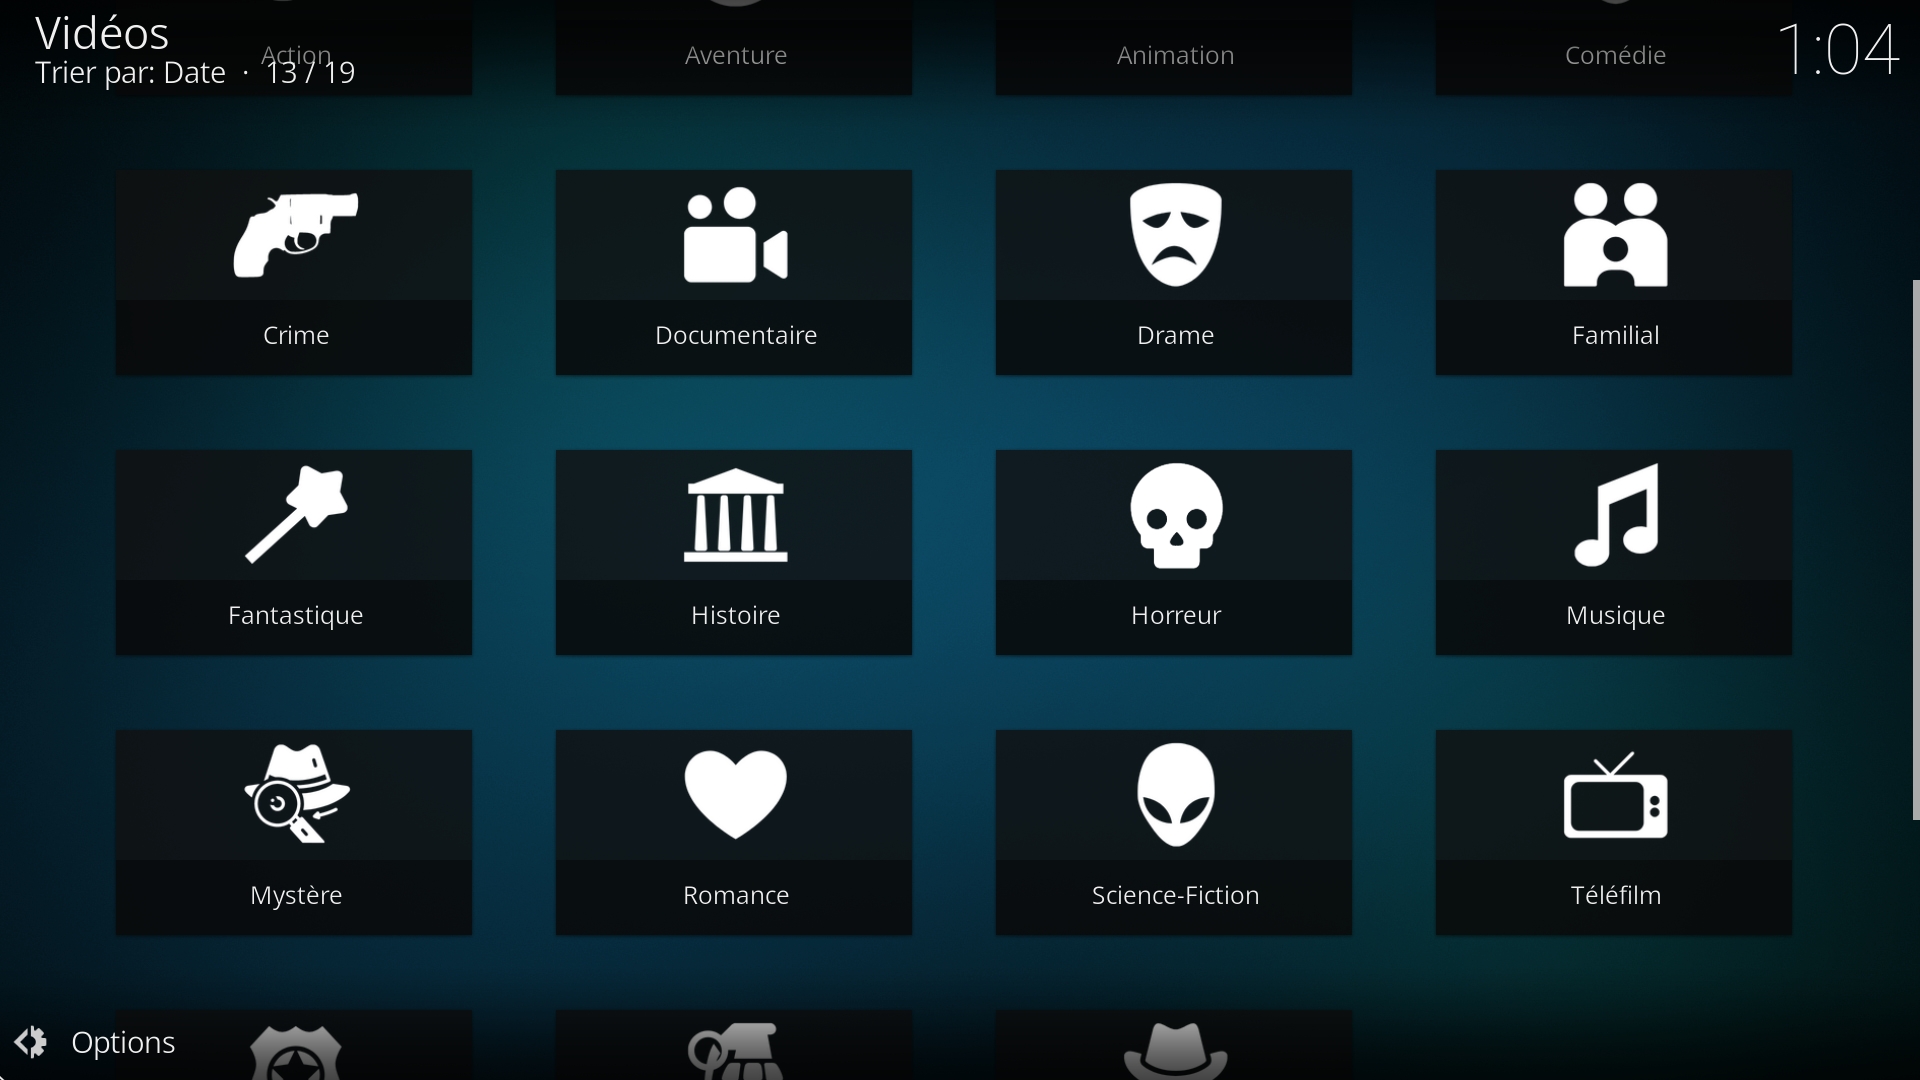 Vidéos
Trier par: Date · 13 / 19
1:04
Action
Aventure
Animation
Comédie
Crime
Documentaire
Drame
Familial
Fantastique
Histoire
Horreur
Musique
Mystère
Romance
Science-Fiction
Téléfilm
Options